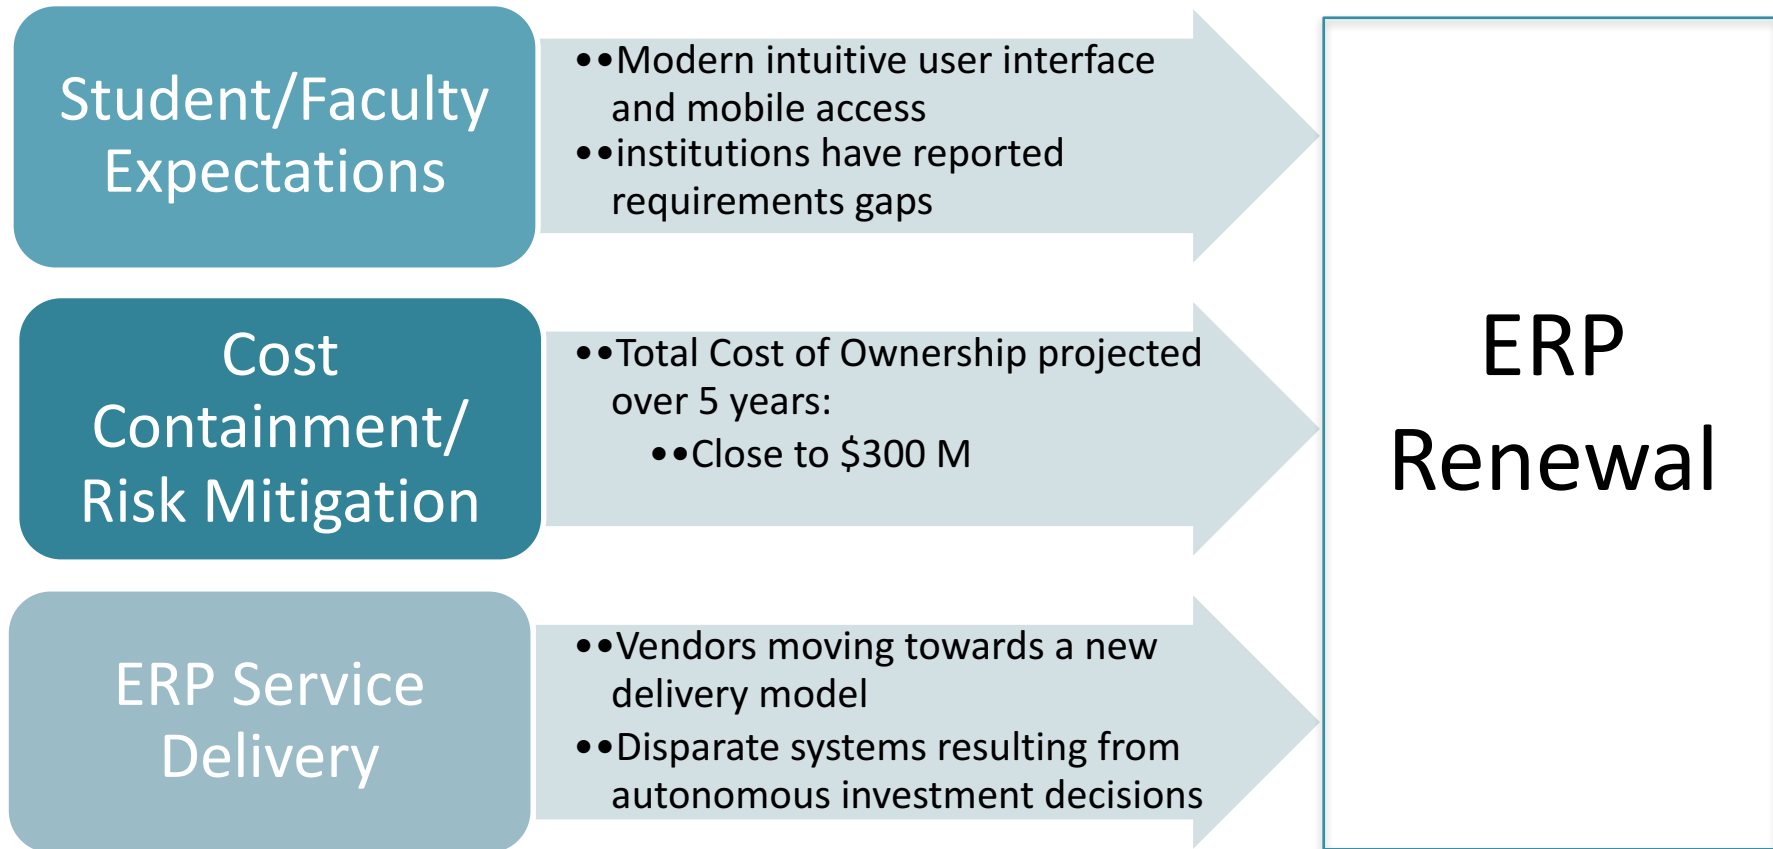 Student/Faculty
Expectations
••Modern intuitive user interface
and mobile access
••institutions have reported
requirements gaps
Cost
Containment/
Risk Mitigation
••Total Cost of Ownership projected
over 5 years:
••Close to $300 M
ERP Service
Delivery
••Vendors moving towards a new
delivery model
••Disparate systems resulting from
autonomous investment decisions
ERP
Renewal